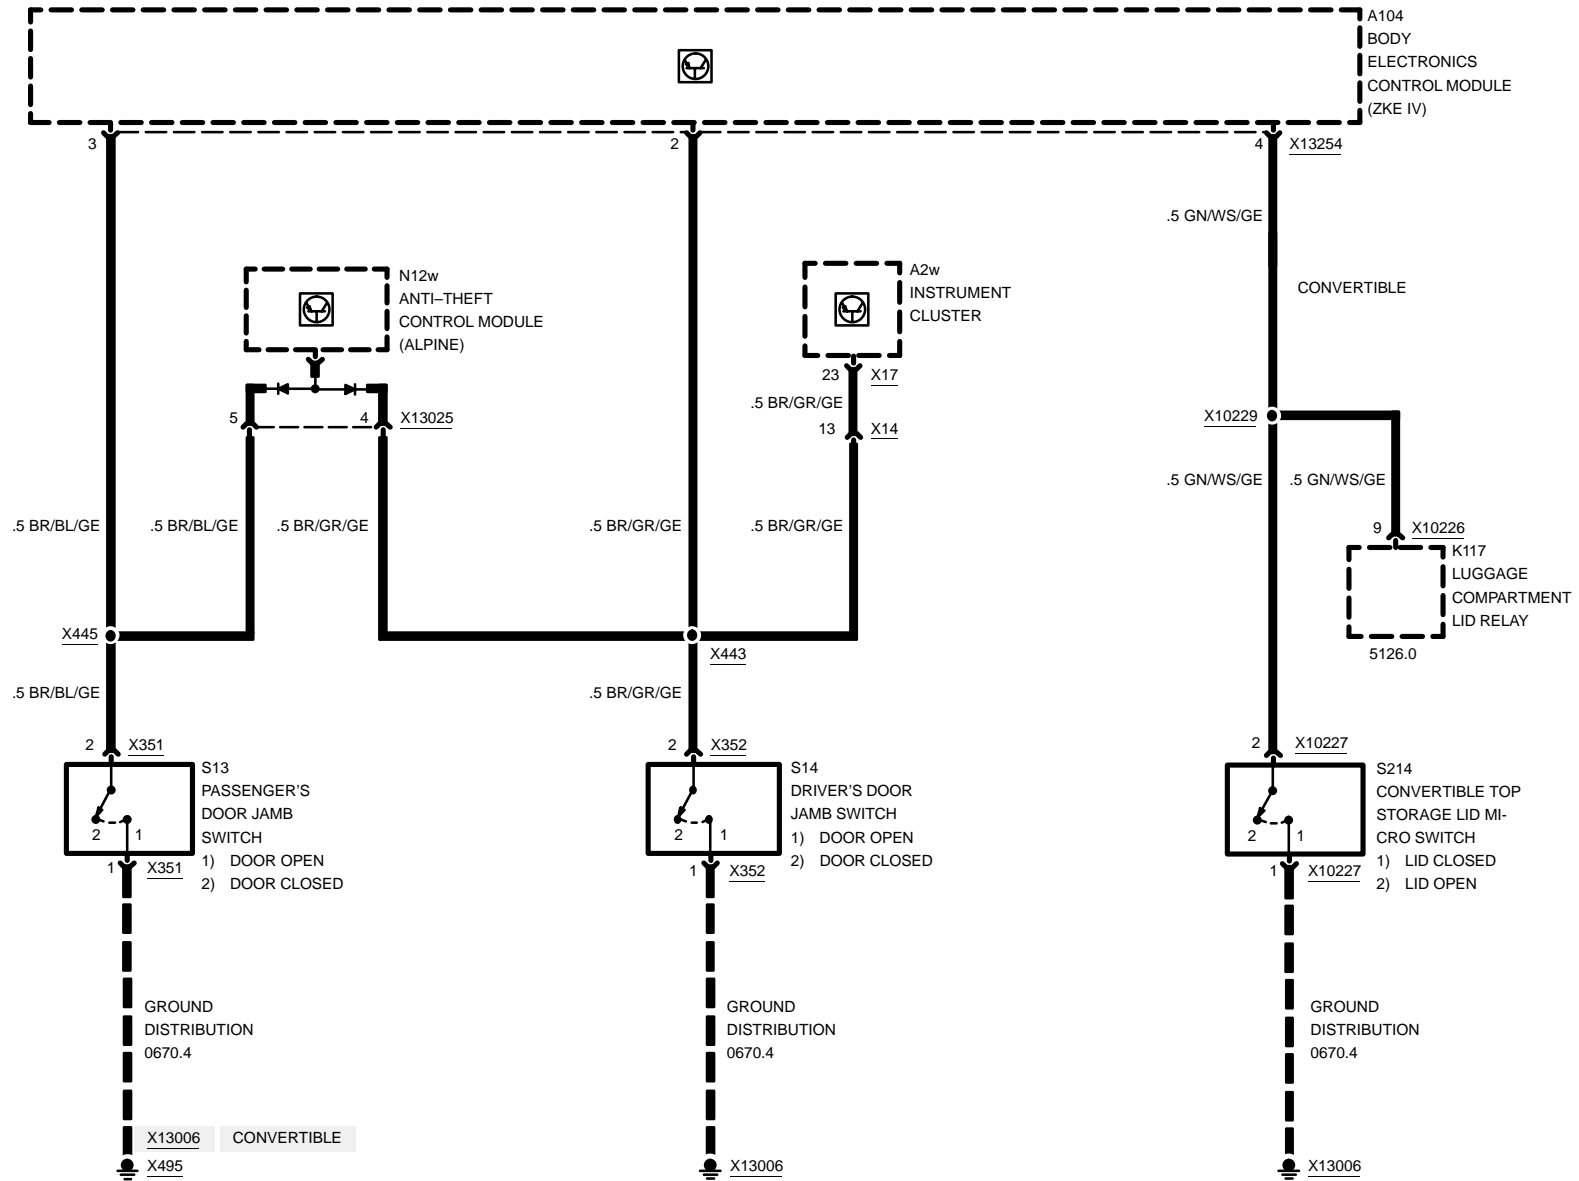 A104
BODY
ELECTRONICS
CONTROL MODULE
(ZKE IV)
3
2
4
X13254
.5 GN/WS/GE
CONVERTIBLE
N12w
ANTI–THEFT
CONTROL MODULE
(ALPINE)
A2w
INSTRUMENT
CLUSTER
23
X17
.5 BR/GR/GE
13
X14
5
4
X13025
X10229
.5 GN/WS/GE
.5 GN/WS/GE
.5 BR/BL/GE
.5 BR/BL/GE
.5 BR/GR/GE
.5 BR/GR/GE
.5 BR/GR/GE
9
X10226
K117
LUGGAGE
COMPARTMENT
LID RELAY
5126.0
X445
X443
.5 BR/BL/GE
.5 BR/GR/GE
2
X351
S13
PASSENGER’S
DOOR JAMB
SWITCH
1) DOOR OPEN
2) DOOR CLOSED
2
1
1
X351
2
X352
S14
DRIVER’S DOOR
JAMB SWITCH
1) DOOR OPEN
2) DOOR CLOSED
2
1
1
X352
2
X10227
S214
CONVERTIBLE TOP
STORAGE LID MI-
CRO SWITCH
1) LID CLOSED
2) LID OPEN
2
1
1
X10227
GROUND
DISTRIBUTION
0670.4
GROUND
DISTRIBUTION
0670.4
GROUND
DISTRIBUTION
0670.4
X13006
CONVERTIBLE
X495
X13006
X13006